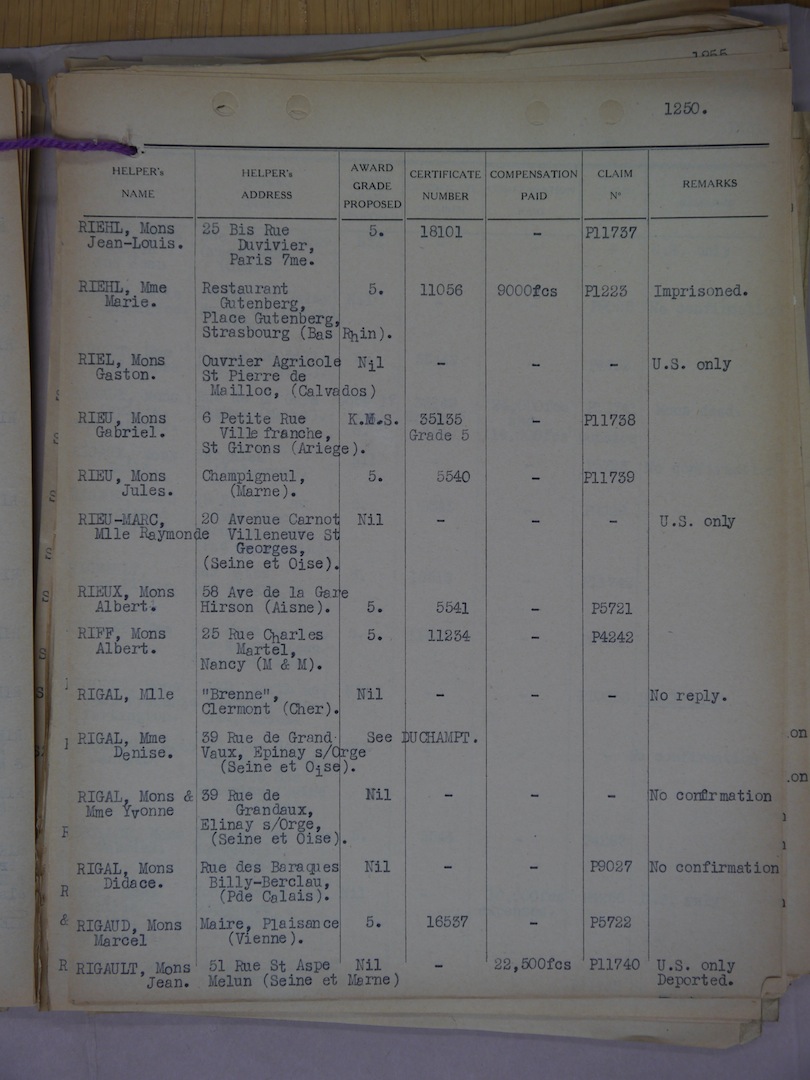 1955
1250.
HELPER's NAME HELPER's ADDRESS AWARD GRADE PROPOSED CERTIFICATE NUMBER COMPENSATION PAID CLAIM Nº REMARKS
RIEHL, Mons 25 Bis Rue 5. 18101 - P11737
Jean-Louis. Duvivier,
Paris 7me.
RIEHL, Mme Restaurant 5. 11056 9000fcs P1223 Imprisoned.
Marie. Gutenberg,
Place Gutenberg,
Strasbourg (Bas Rhin).
RIEL, Mons Ouvrier Agricole Nil - - - U.S. only
Gaston. St Pierre de
Mailloc, (Calvados)
RIEU, Mons 6 Petite Rue K.M.S. 35135 - P11738
Gabriel. Ville franche, Grade 5
St Girons (Ariege).
RIEU, Mons Champigneul, 5. 5540 - P11739
Jules. (Marne).
RIEU-MARC, 20 Avenue Carnot Nil - - - U.S. only
Mlle Raymonde Villeneuve St
Georges,
(Seine et Oise).
RIEUX, Mons 58 Ave de la Gare
Albert. Hirson (Aisne). 5. 5541 - P5721
RIFF, Mons 25 Rue Charles 5. 11234 - P4242
Albert. Martel,
Nancy (M & M).
RIGAL, Mlle "Brenne", Nil - - - No reply.
Clermont (Cher).
RIGAL, Mme 39 Rue de Grand See DUCHAMPT.
Denise. Vaux, Epinay s/Orge
(Seine et Oise).
RIGAL, Mons & 39 Rue de Nil - - - No confirmation
Mme Yvonne Grandaux,
Elinay s/Orge,
(Seine et Oise).
RIGAL, Mons Rue des Baraques Nil - - P9027 No confirmation
Didace. Billy-Berclau,
(Pde Calais).
RIGAUD, Mons Maire, Plaisance 5. 16537 - P5722
Marcel (Vienne).
RIGAULT, Mons 51 Rue St Aspe Nil - 22,500fcs P11740 U.S. only
Jean. Melun (Seine et Marne) Deported.